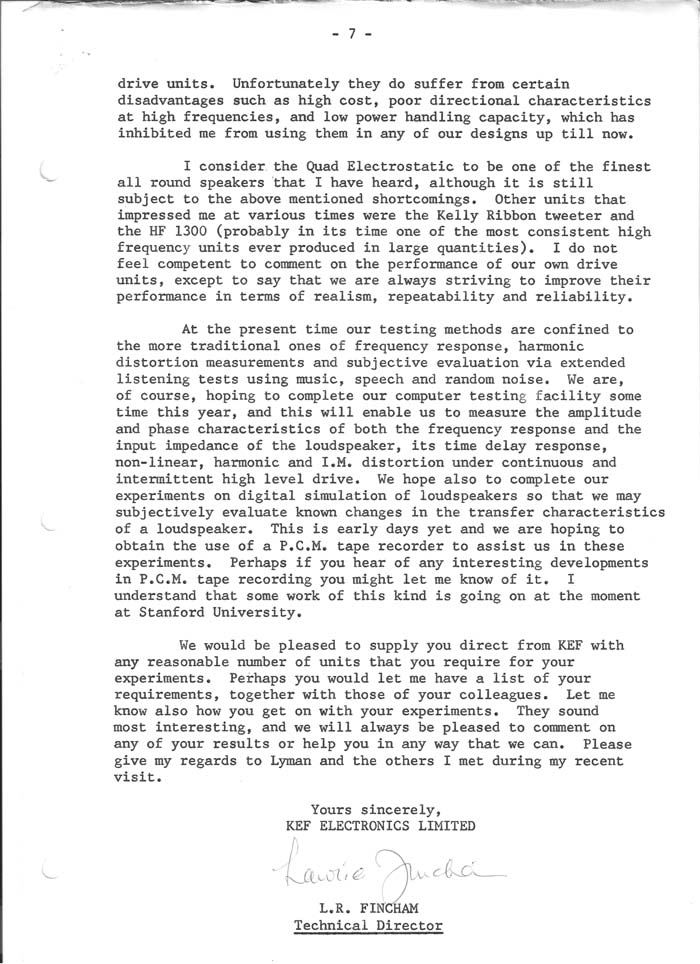 - 7 -
drive units. Unfortunately they do suffer from certain
disadvantages such as high cost, poor directional characteristics
at high frequencies, and low power handling capacity, which has
inhibited me from using them in any of our designs up till now.
I consider the Quad Electrostatic to be one of the finest
all round speakers that I have heard, although it is still
subject to the above mentioned shortcomings. Other units that
impressed me at various times were the Kelly Ribbon tweeter and
the HF 1300 (probably in its time one of the most consistent high
frequency units ever produced in large quantities). I do not
feel competent to comment on the performance of our own drive
units, except to say that we are always striving to improve their
performance in terms of realism, repeatability and reliability.
At the present time our testing methods are confined to
the more traditional ones of frequency response, harmonic
distortion measurements and subjective evaluation via extended
listening tests using music, speech and random noise. We are,
of course, hoping to complete our computer testing facility some
time this year, and this will enable us to measure the amplitude
and phase characteristics of both the frequency response and the
input impedance of the loudspeaker, its time delay response,
non-linear, harmonic and I.M. distortion under continuous and
intermittent high level drive. We hope also to complete our
experiments on digital simulation of loudspeakers so that we may
subjectively evaluate known changes in the transfer characteristics
of a loudspeaker. This is early days yet and we are hoping to
obtain the use of a P.C.M. tape recorder to assist us in these
experiments. Perhaps if you hear of any interesting developments
in P.C.M. tape recording you might let me know of it. I
understand that some work of this kind is going on at the moment
at Stanford University.
We would be pleased to supply you direct from KEF with
any reasonable number of units that you require for your
experiments. Perhaps you would let me have a list of your
requirements, together with those of your colleagues. Let me
know also how you get on with your experiments. They sound
most interesting, and we will always be pleased to comment on
any of your results or help you in any way that we can. Please
give my regards to Lyman and the others I met during my recent
visit.
Yours sincerely,
KEF ELECTRONICS LIMITED
Laurie Fincham
L.R. FINCHAM
Technical Director